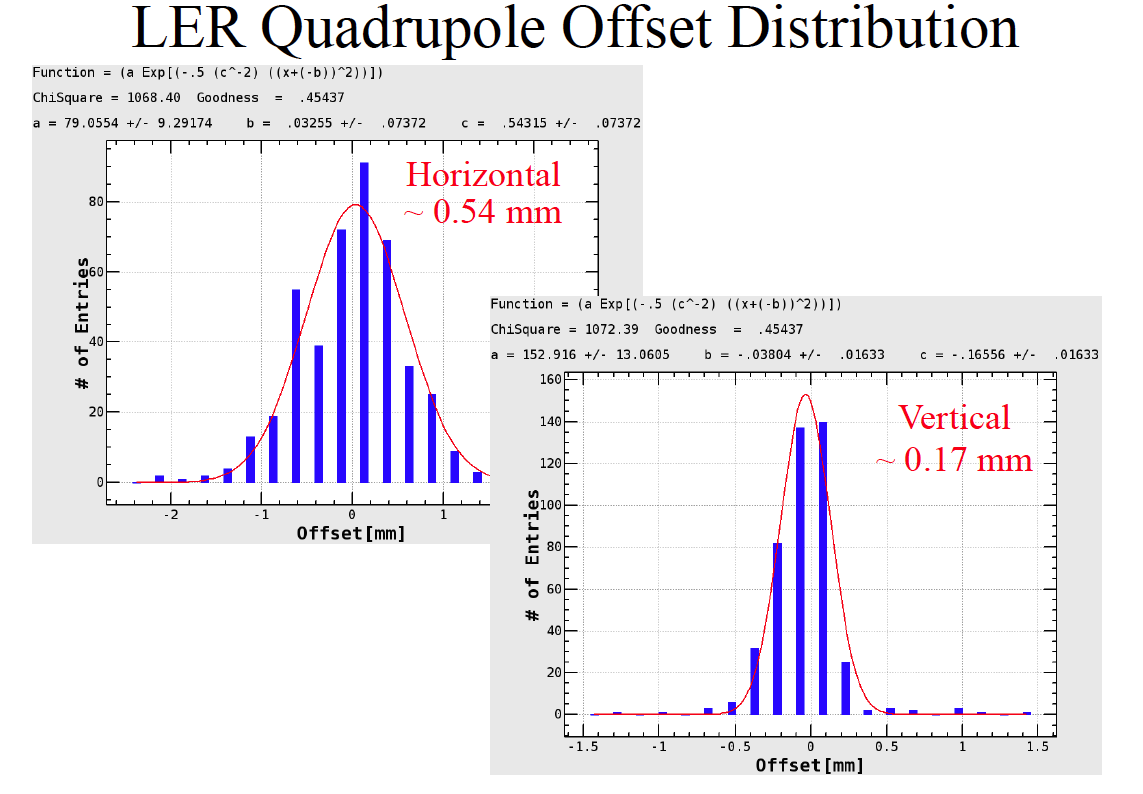 LER Quadrupole Offset Distribution
Function = (a Exp[(-.5 (c^-2) ((x+(-b))^2))])
ChiSquare = 1068.40 Goodness = .45437
a = 79.0554 +/- 9.29174 b = .03255 +/- .07372 c = .54315 +/- .07372
Horizontal
~ 0.54 mm
# of Entries
80
60
40
20
0
-2 -1 0 1
Offset[mm]
Function = (a Exp[(-.5 (c^-2) ((x+(-b))^2))])
ChiSquare = 1072.39 Goodness = .45437
a = 152.916 +/- 13.0605 b = -.03804 +/- .01633 c = -.16556 +/- .01633
Vertical
~ 0.17 mm
# of Entries
160
140
120
100
80
60
40
20
0
-1.5 -1 -0.5 0 0.5 1 1.5
Offset[mm]